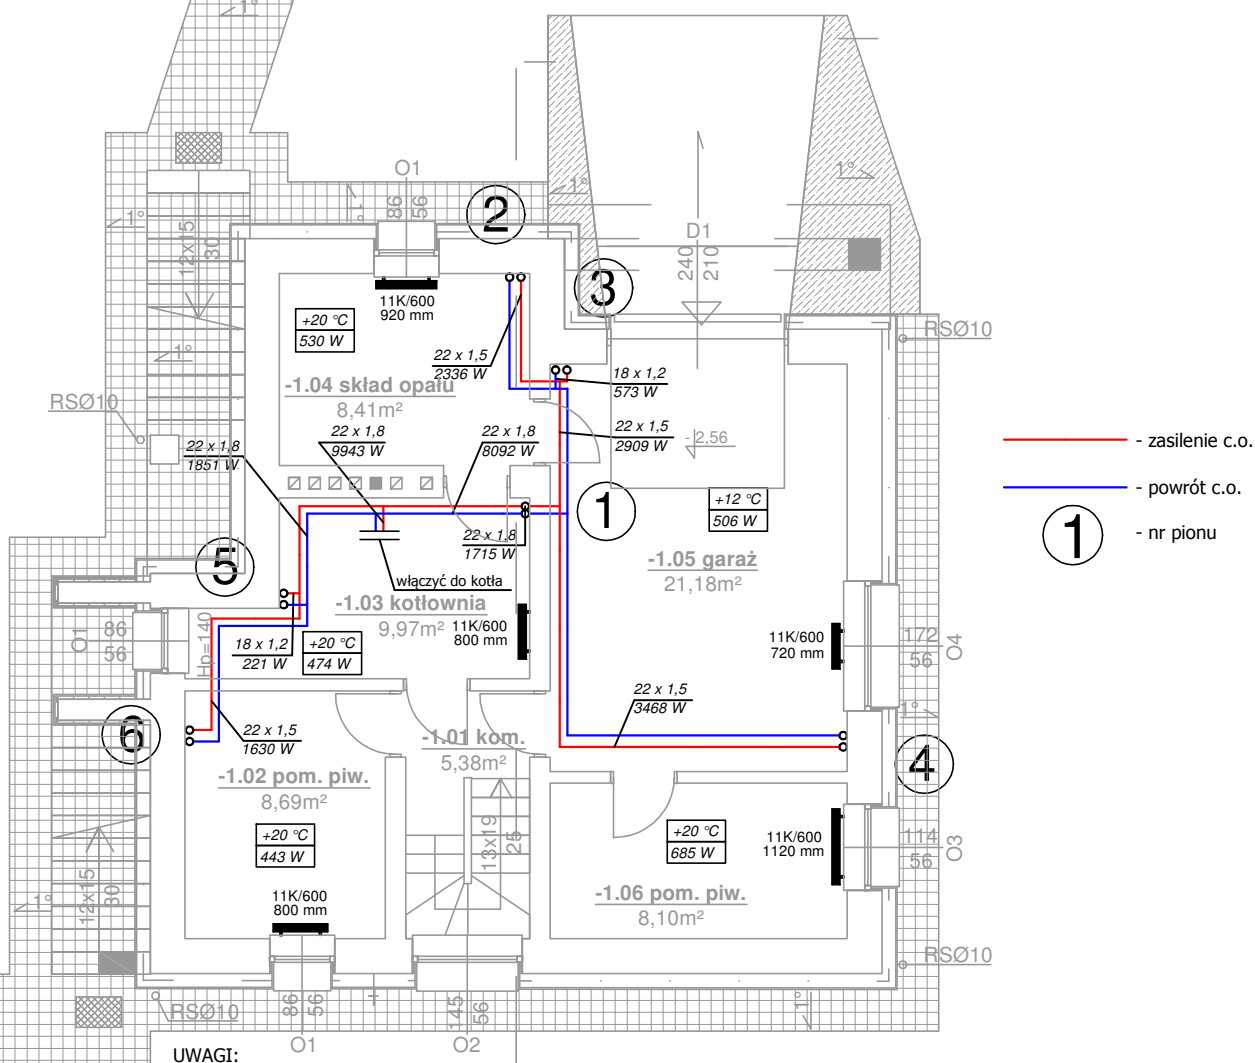 1°
O1
86
56
1°
1°
2
1°
1°
12x15
30
D1
240
210
3
11K/600
920 mm
+20 °C
530 W
RSØ10
22 x 1,5
2336 W
18 x 1,2
573 W
1°
-1.04 skład opału
8,41m²
RSØ10
22 x 1,8
9943 W
22 x 1,8
8092 W
22 x 1,5
2909 W
-2,56
- zasilenie c.o.
22 x 1,8
1851 W
- powrót c.o.
+12 °C
506 W
1
1
- nr pionu
22 x 1,8
1715 W
-1.05 garaż
21,18m²
5
włączyć do kotła
-1.03 kotłownia
9,97m²
11K/600
800 mm
O1
86
56
Hp=140
18 x 1,2
221 W
+20 °C
474 W
11K/600
720 mm
172
56
O4
22 x 1,5
3468 W
1°
6
22 x 1,5
1630 W
-1.01 kom.
5,38m²
4
-1.02 pom. piw.
8,69m²
+20 °C
443 W
13x19
25
+20 °C
685 W
11K/600
1120 mm
114
56
O3
12x15
30
1°
11K/600
800 mm
-1.06 pom. piw.
8,10m²
RSØ10
RSØ10
86
56
145
56
1°
O1
O2
UWAGI: